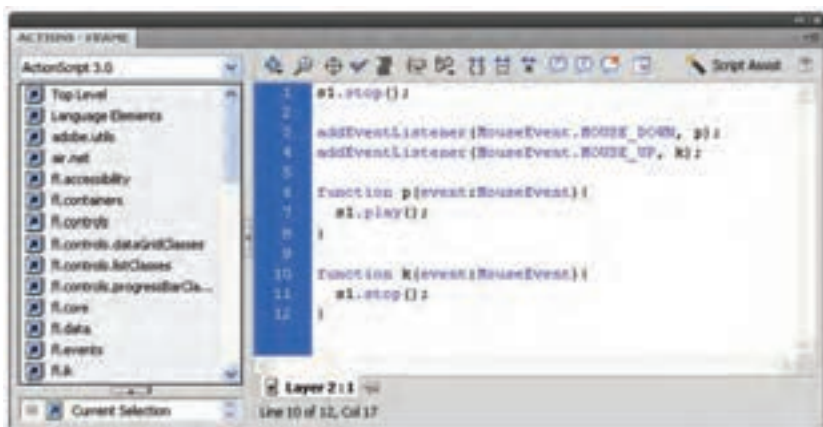 ACTIONS - FRAME
ActionScript 3.0
Top Level
Language Elements
adobe.utils
air.net
fl.accessibility
fl.containers
fl.controls
fl.controls.dataGridClasses
fl.controls.listClasses
fl.controls.progressBarCla...
fl.core
fl.data
fl.events
fl.ik
Current Selection
Script Assist
1 s1.stop();
2
3 addEventListener(MouseEvent.MOUSE_DOWN, p);
4 addEventListener(MouseEvent.MOUSE_UP, k);
5
6 function p(event:MouseEvent){
7 s1.play();
8 }
9
10 function k(event:MouseEvent){
11 s1.stop();
12 }
Layer 2 : 1
Line 10 of 12, Col 17